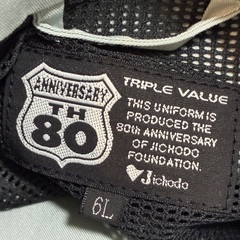 ANNIVERSARY
TH
80
TRIPLE VALUE
THIS UNIFORM IS
PRODUCED THE
80th ANNIVERSARY
OF JICHODO
FOUNDATION.
Jichodo
6L